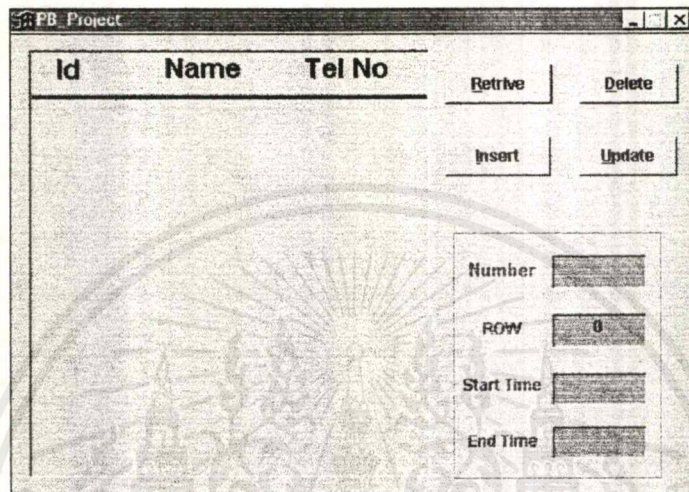 PB_Project
Id Name Tel No
Retrive Delete
Insert Update
Number
ROW 0
Start Time
End Time